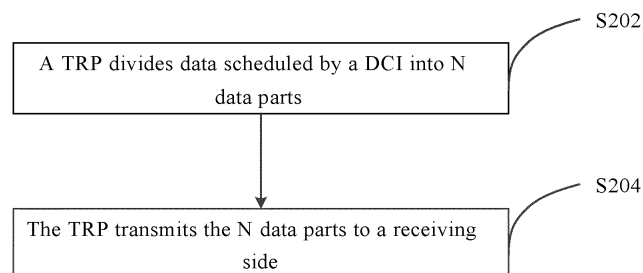 S202
A TRP divides data scheduled by a DCI into N
data parts
S204
The TRP transmits the N data parts to a receiving
side